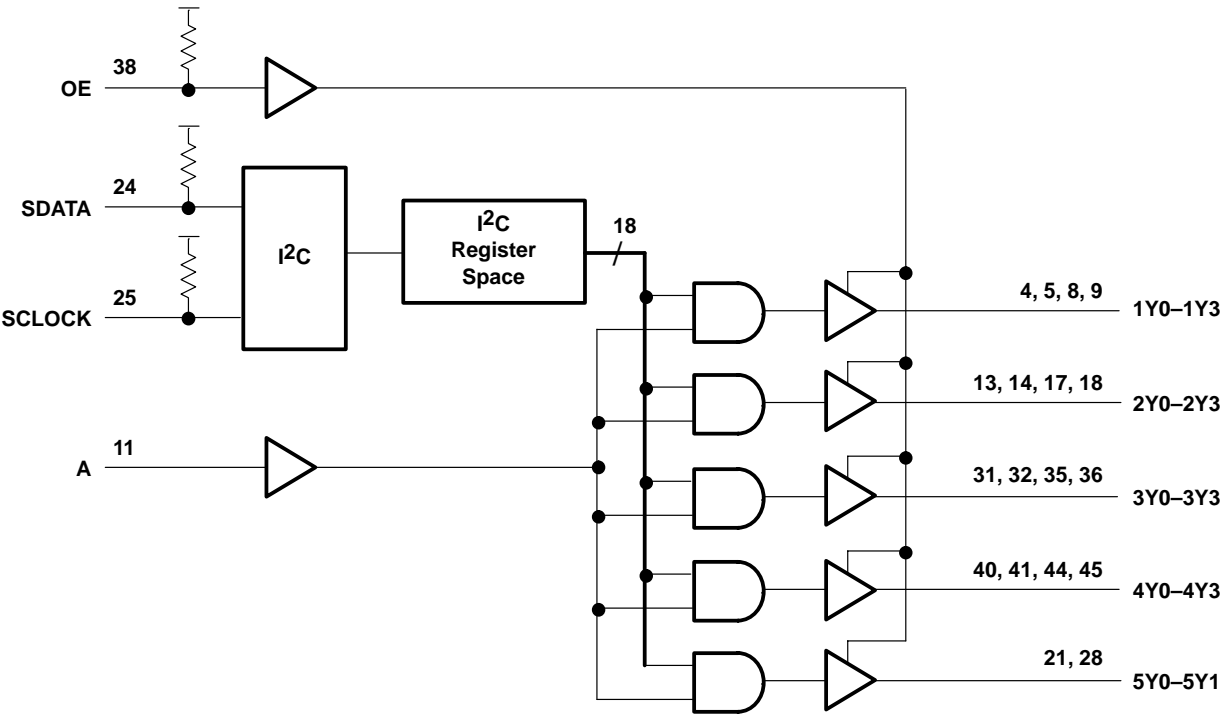 38
OE
24
SDATA
I²C
I²C
Register
Space
18
25
SCLOCK
4, 5, 8, 9
1Y0–1Y3
13, 14, 17, 18
2Y0–2Y3
11
A
31, 32, 35, 36
3Y0–3Y3
40, 41, 44, 45
4Y0–4Y3
21, 28
5Y0–5Y1